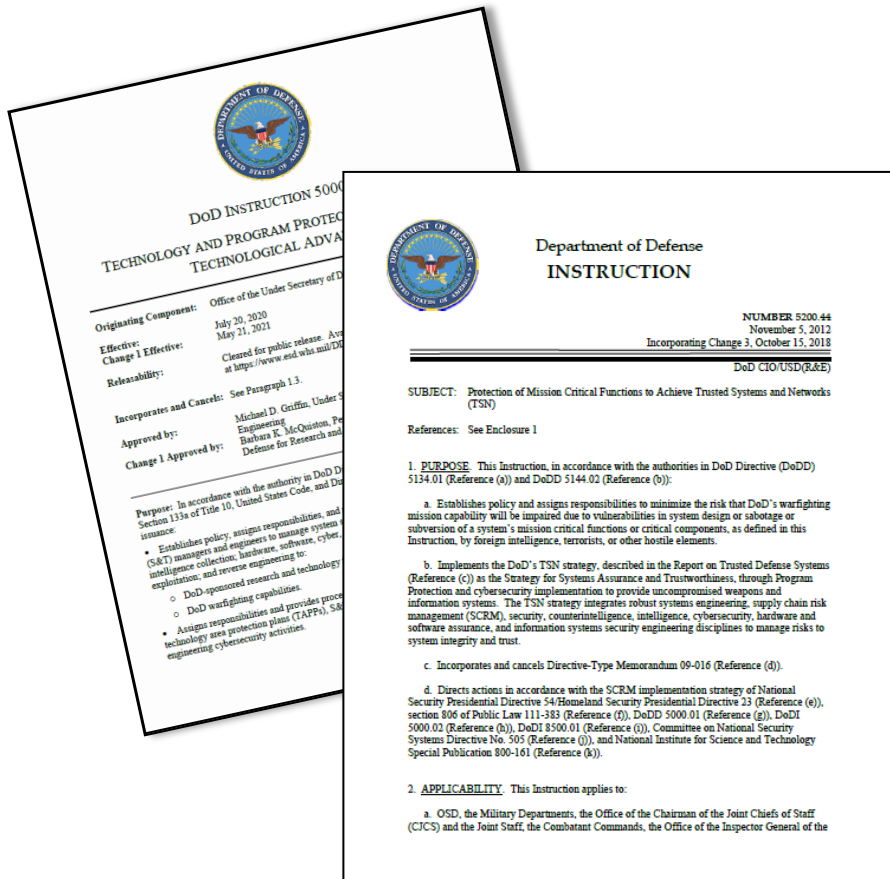 DEPARTMENT OF DEFENSE
UNITED STATES OF AMERICA
DOD INSTRUCTION 5000
TECHNOLOGY AND PROGRAM PROTEC
TECHNOLOGICAL ADVA
Originating Component: Office of the Under Secretary of D
Effective: July 20, 2020
Change 1 Effective: May 21, 2021
Releasability: Cleared for public release. Ava
at https://www.esd.whs.mil/DD
Incorporates and Cancels: See Paragraph 1.3.
Approved by: Michael D. Griffin, Under S
Engineering
Change 1 Approved by: Barbara K. McQuiston, Pe
Defense for Research and
Purpose: In accordance with the authority in DoD D
Section 133a of Title 10, United States Code, and Dir
issuance:
• Establishes policy, assigns responsibilities, and
(S&T) managers and engineers to manage system s
intelligence collection; hardware, software, cyber,
exploitation; and reverse engineering to:
○ DoD-sponsored research and technology
○ DoD warfighting capabilities.
• Assigns responsibilities and provides proce
technology area protection plans (TAPPs), S&
engineering cybersecurity activities.
DEPARTMENT OF DEFENSE
UNITED STATES OF AMERICA
Department of Defense
INSTRUCTION
NUMBER 5200.44
November 5, 2012
Incorporating Change 3, October 15, 2018
DoD CIO/USD(R&E)
SUBJECT: Protection of Mission Critical Functions to Achieve Trusted Systems and Networks
(TSN)
References: See Enclosure 1
1. PURPOSE. This Instruction, in accordance with the authorities in DoD Directive (DoDD)
5134.01 (Reference (a)) and DoDD 5144.02 (Reference (b)):
a. Establishes policy and assigns responsibilities to minimize the risk that DoD's warfighting
mission capability will be impaired due to vulnerabilities in system design or sabotage or
subversion of a system's mission critical functions or critical components, as defined in this
Instruction, by foreign intelligence, terrorists, or other hostile elements.
b. Implements the DoD's TSN strategy, described in the Report on Trusted Defense Systems
(Reference (c)) as the Strategy for Systems Assurance and Trustworthiness, through Program
Protection and cybersecurity implementation to provide uncompromised weapons and
information systems. The TSN strategy integrates robust systems engineering, supply chain risk
management (SCRM), security, counterintelligence, intelligence, cybersecurity, hardware and
software assurance, and information systems security engineering disciplines to manage risks to
system integrity and trust.
c. Incorporates and cancels Directive-Type Memorandum 09-016 (Reference (d)).
d. Directs actions in accordance with the SCRM implementation strategy of National
Security Presidential Directive 54/Homeland Security Presidential Directive 23 (Reference (e)),
section 806 of Public Law 111-383 (Reference (f)), DoDD 5000.01 (Reference (g)), DoDI
5000.02 (Reference (h)), DoDI 8500.01 (Reference (i)), Committee on National Security
Systems Directive No. 505 (Reference (j)), and National Institute for Science and Technology
Special Publication 800-161 (Reference (k)).
2. APPLICABILITY. This Instruction applies to:
a. OSD, the Military Departments, the Office of the Chairman of the Joint Chiefs of Staff
(CJCS) and the Joint Staff, the Combatant Commands, the Office of the Inspector General of the